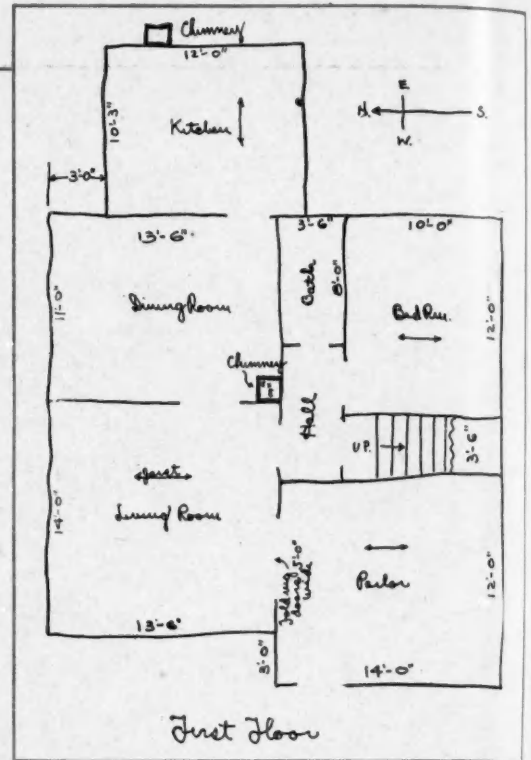 Chimney
12'-0"
E.
N. S.
W.
10'-3"
Kitchen
3'-0"
13'-6"
3'-6"
10'-0"
11'-0"
Dining Room
Bath
8'-0"
Bed Rm.
12'-0"
Chimney
Hall
UP.
3'-6"
Joist
Living Room
14'-0"
Folding
doors 5'-0"
wide
Parlor
12'-0"
13'-6"
3'-0"
14'-0"
First Floor